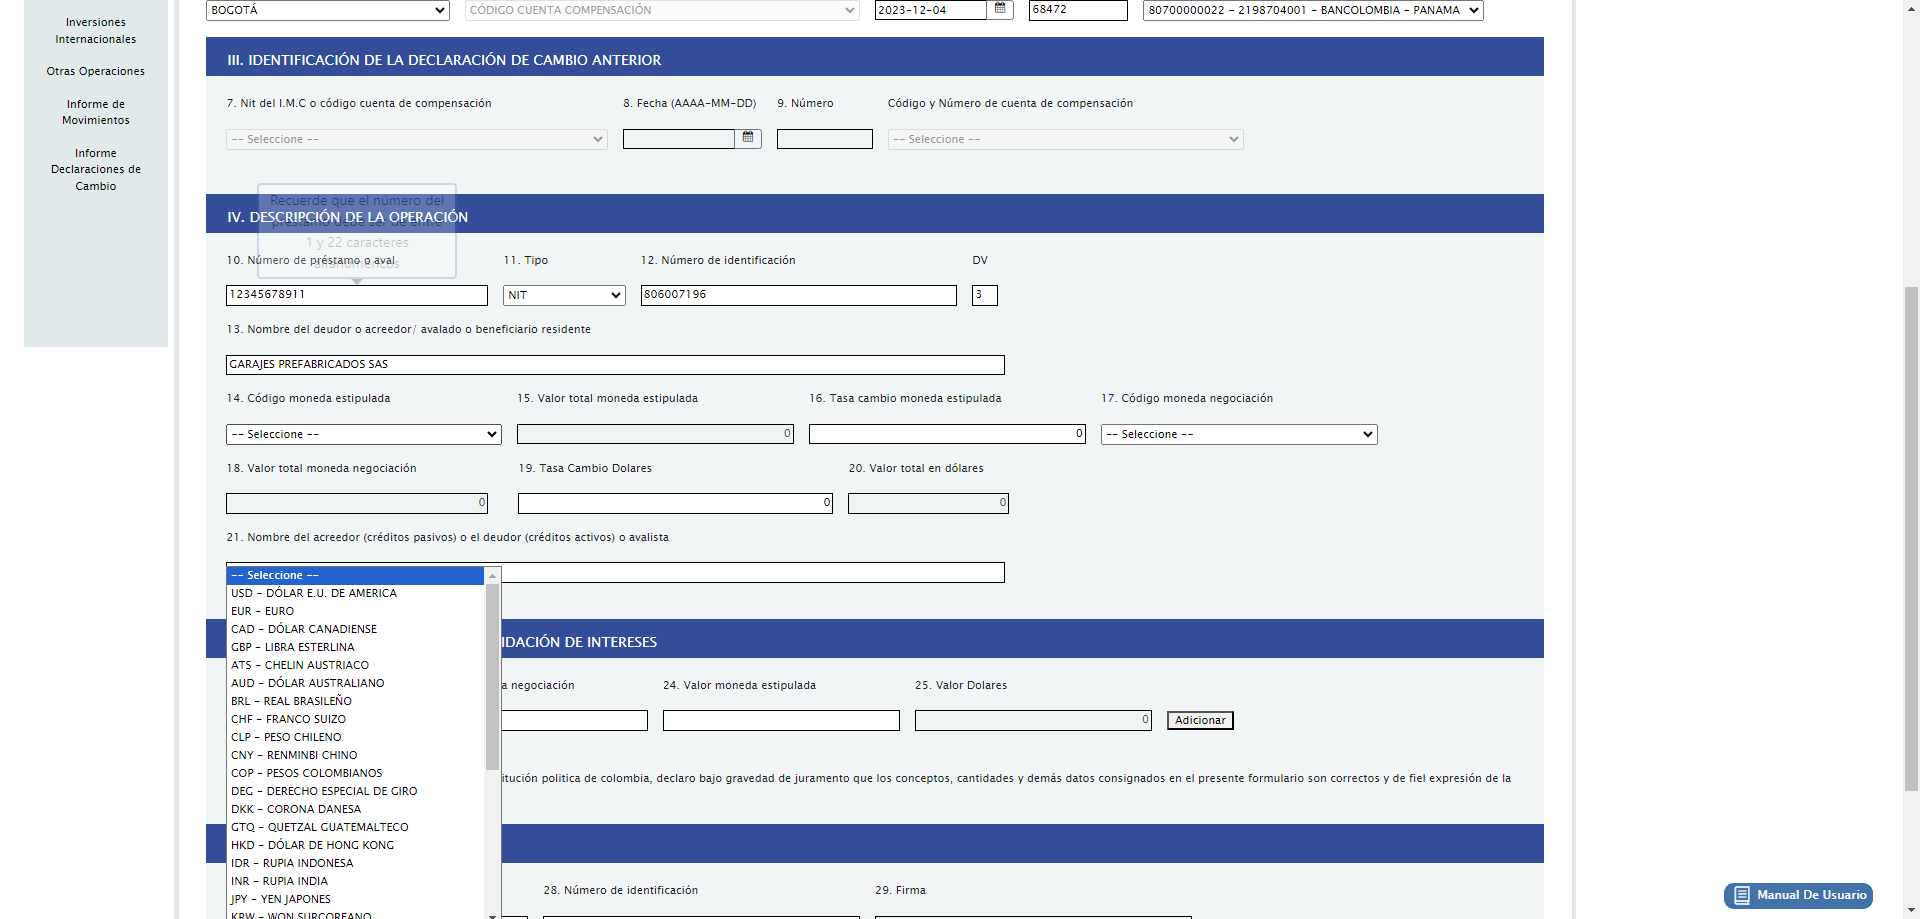 BOGOTÁ
CÓDIGO CUENTA COMPENSACIÓN
2023-12-04
68472
80700000022 - 2198704001 - BANCOLOMBIA - PANAMA
Inversiones
Internacionales
Otras Operaciones
Informe de
Movimientos
Informe
Declaraciones de
Cambio
III. IDENTIFICACIÓN DE LA DECLARACIÓN DE CAMBIO ANTERIOR
7. Nit del I.M.C o código cuenta de compensación
8. Fecha (AAAA-MM-DD)
9. Número
Código y Número de cuenta de compensación
-- Seleccione --
-- Seleccione --
Recuerde que el número del
préstamo debe ser de entre
1 y 22 caracteres
alfanuméricos
IV. DESCRIPCIÓN DE LA OPERACIÓN
10. Número de préstamo o aval
11. Tipo
12. Número de identificación
DV
12345678911
NIT
806007196
3
13. Nombre del deudor o acreedor/ avalado o beneficiario residente
GARAJES PREFABRICADOS SAS
14. Código moneda estipulada
15. Valor total moneda estipulada
16. Tasa cambio moneda estipulada
17. Código moneda negociación
-- Seleccione --
0
0
-- Seleccione --
18. Valor total moneda negociación
19. Tasa Cambio Dolares
20. Valor total en dólares
0
0
0
21. Nombre del acreedor (créditos pasivos) o el deudor (créditos activos) o avalista
-- Seleccione --
USD - DÓLAR E.U. DE AMERICA
EUR - EURO
CAD - DÓLAR CANADIENSE
GBP - LIBRA ESTERLINA
ATS - CHELIN AUSTRIACO
AUD - DÓLAR AUSTRALIANO
BRL - REAL BRASILEÑO
CHF - FRANCO SUIZO
CLP - PESO CHILENO
CNY - RENMINBI CHINO
COP - PESOS COLOMBIANOS
DEG - DERECHO ESPECIAL DE GIRO
DKK - CORONA DANESA
GTQ - QUETZAL GUATEMALTECO
HKD - DÓLAR DE HONG KONG
IDR - RUPIA INDONESA
INR - RUPIA INDIA
JPY - YEN JAPONES
KRW - WON SURCOREANO
IDACIÓN DE INTERESES
a negociación
24. Valor moneda estipulada
25. Valor Dolares
0
Adicionar
itución politica de colombia, declaro bajo gravedad de juramento que los conceptos, cantidades y demás datos consignados en el presente formulario son correctos y de fiel expresión de la
28. Número de identificación
29. Firma
Manual De Usuario